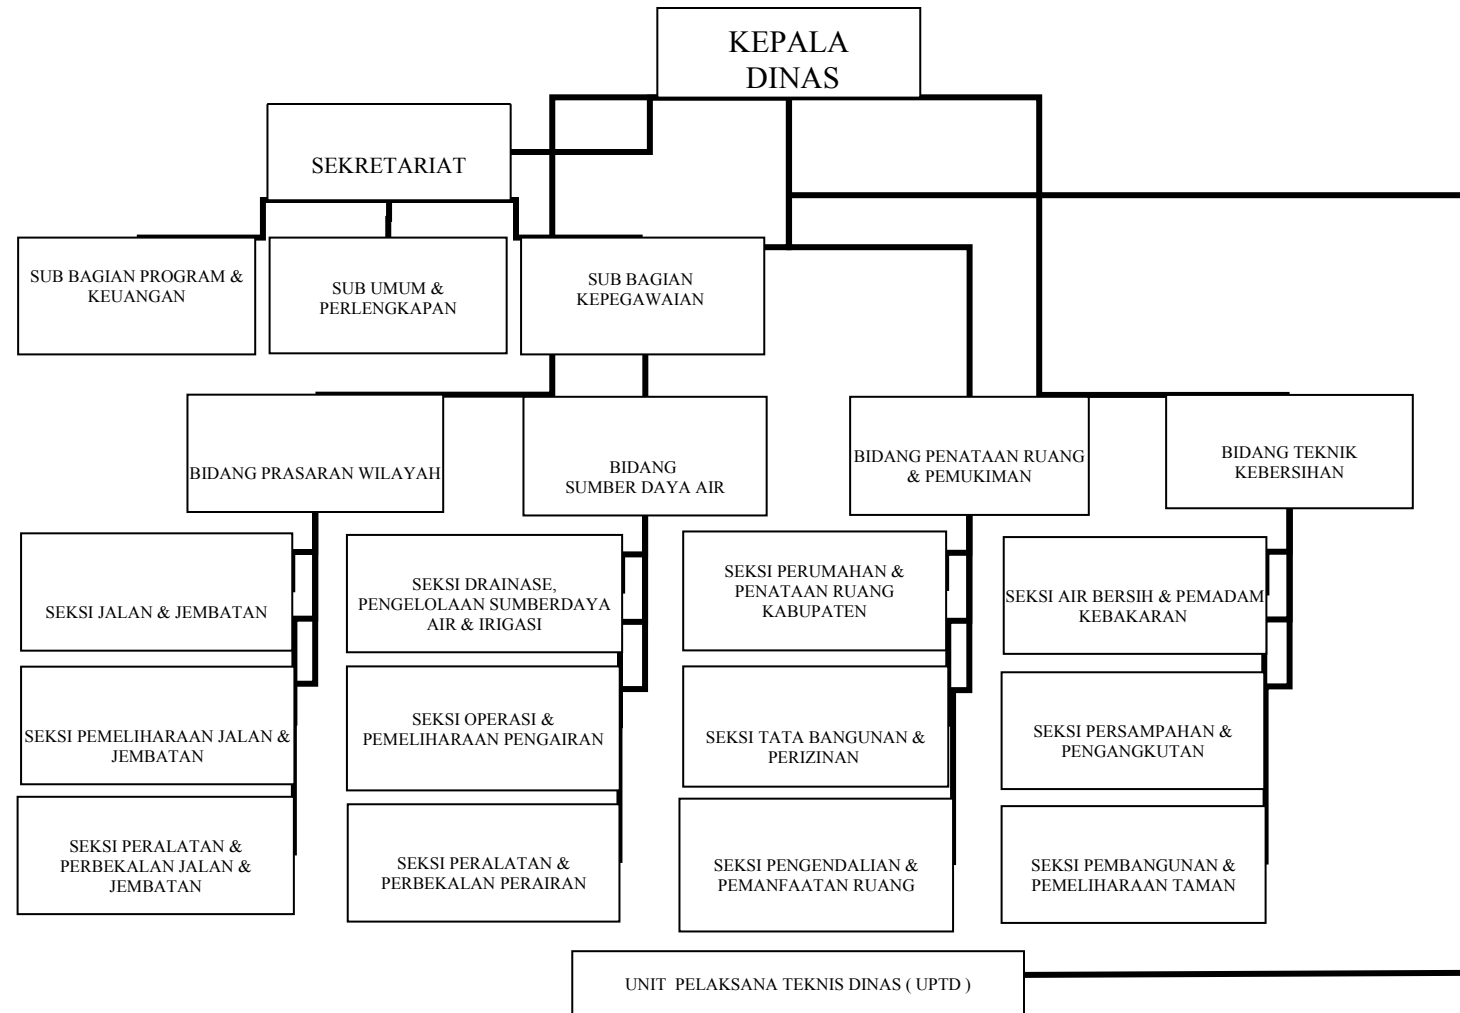 KEPALA
DINAS
SEKRETARIAT
SUB BAGIAN PROGRAM &
KEUANGAN
SUB UMUM &
PERLENGKAPAN
SUB BAGIAN
KEPEGAWAIAN
BIDANG PRASARAN WILAYAH
BIDANG
SUMBER DAYA AIR
BIDANG PENATAAN RUANG
& PEMUKIMAN
BIDANG TEKNIK
KEBERSIHAN
SEKSI JALAN & JEMBATAN
SEKSI DRAINASE,
PENGELOLAAN SUMBERDAYA
AIR & IRIGASI
SEKSI PERUMAHAN &
PENATAAN RUANG
KABUPATEN
SEKSI AIR BERSIH & PEMADAM
KEBAKARAN
SEKSI PEMELIHARAAN JALAN &
JEMBATAN
SEKSI OPERASI &
PEMELIHARAAN PENGAIRAN
SEKSI TATA BANGUNAN &
PERIZINAN
SEKSI PERSAMPAHAN &
PENGANGKUTAN
SEKSI PERALATAN &
PERBEKALAN JALAN &
JEMBATAN
SEKSI PERALATAN &
PERBEKALAN PERAIRAN
SEKSI PENGENDALIAN &
PEMANFAATAN RUANG
SEKSI PEMBANGUNAN &
PEMELIHARAAN TAMAN
UNIT PELAKSANA TEKNIS DINAS ( UPTD )